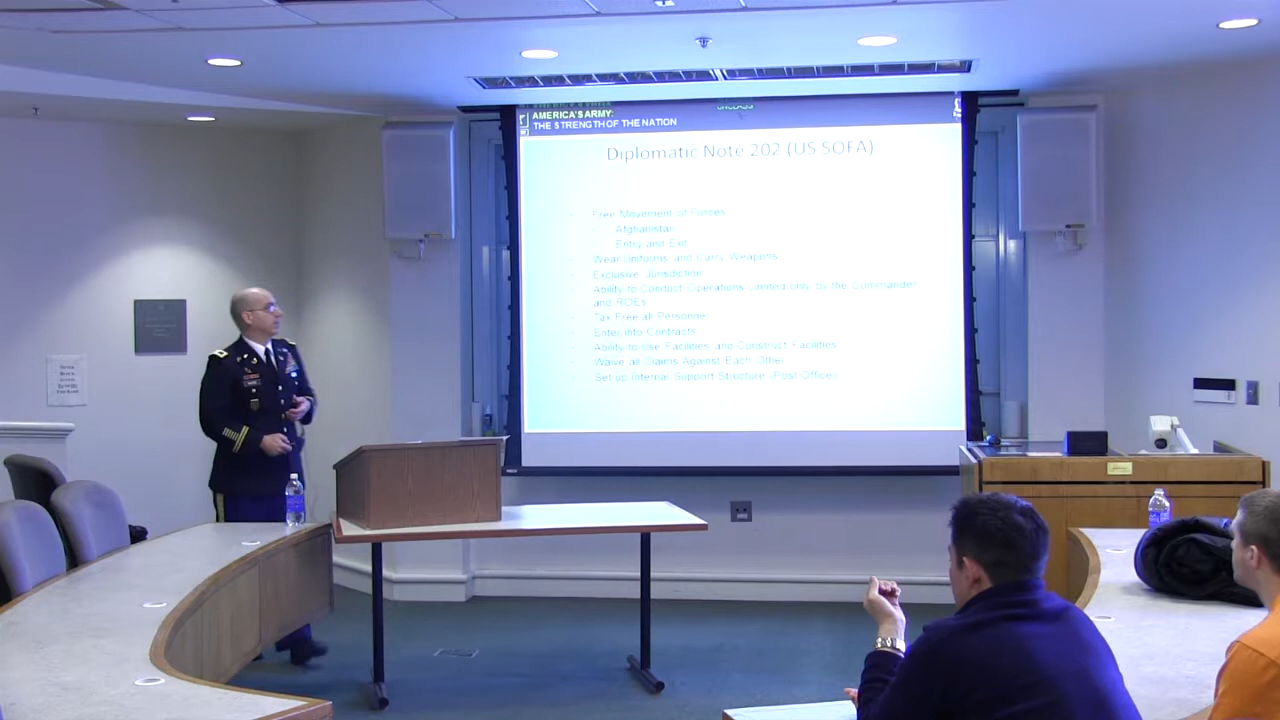 UNCLASS
AMERICA'S ARMY:
THE STRENGTH OF THE NATION
Diplomatic Note 202 (US SOFA)
Free Movement of Forces
Afghanistan
Entry and Exit
Wear Uniforms and Carry Weapons
Exclusive Jurisdiction
Ability to Conduct Operations Limited only by the Commander
and ROEs
Tax Free all Personnel
Enter into Contracts
Ability to Use Facilities and Construct Facilities
Waive all Claims Against Each Other
Set up Internal Support Structure (Post Office)